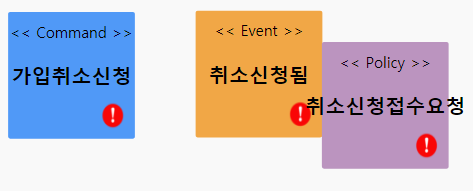 << Command >>
가입취소신청
<< Event >>
취소신청됨
<< Policy >>
취소신청접수요청